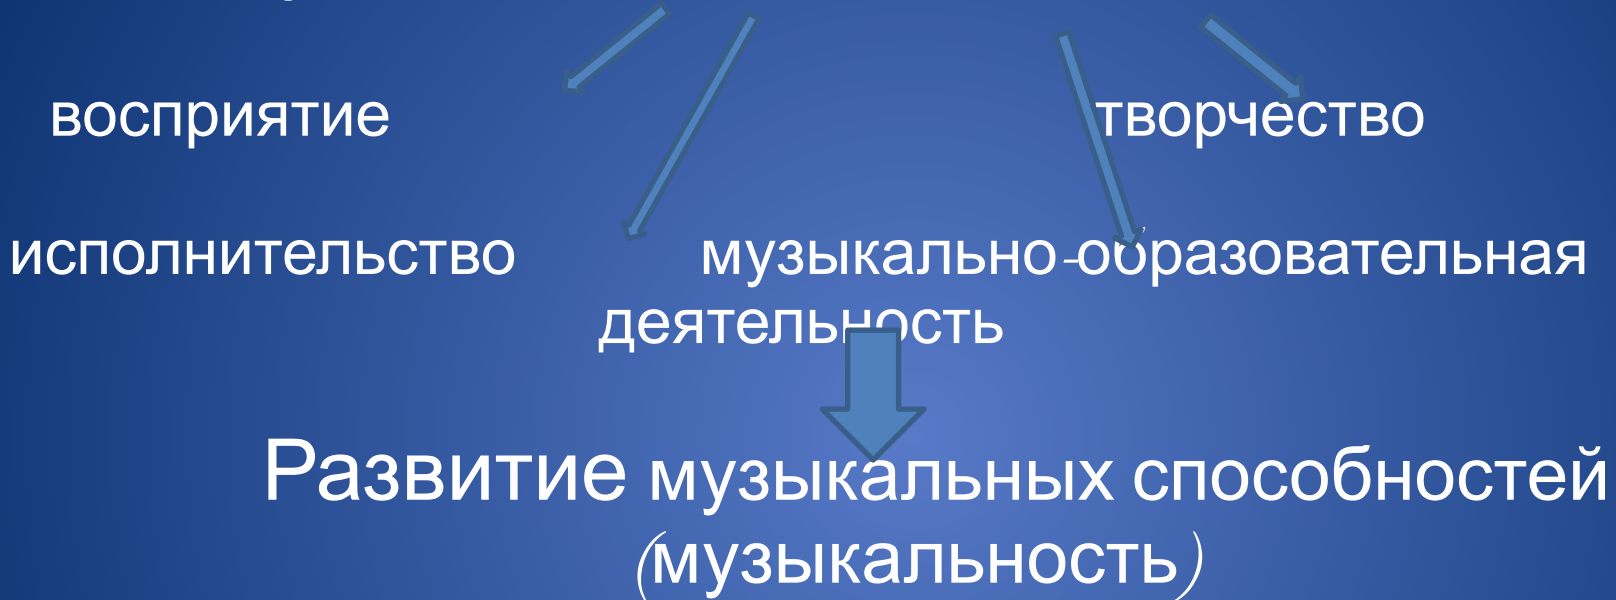 восприятие творчество
исполнительство музыкально-образовательная
деятельность
Развитие музыкальных способностей
(музыкальность)